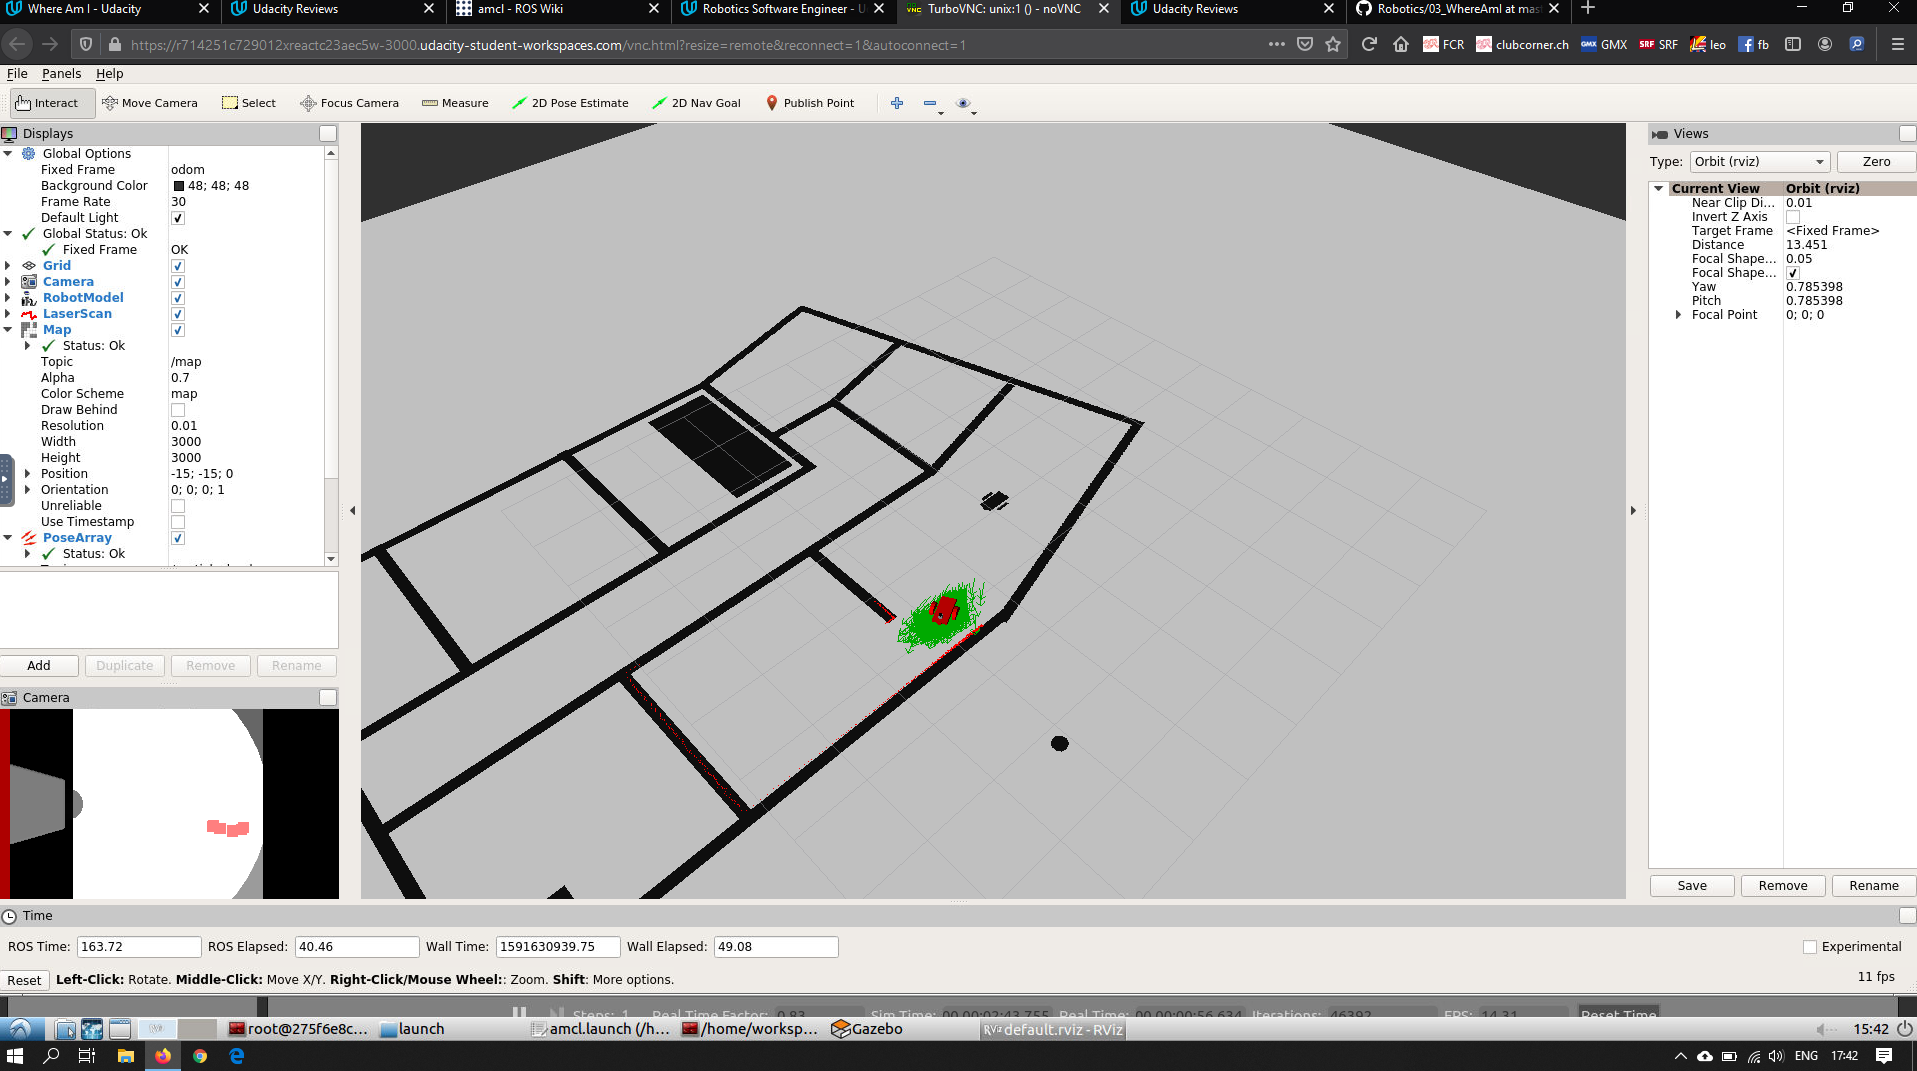 Where Am I - Udacity
Udacity Reviews
amcl - ROS Wiki
Robotics Software Engineer - U
TurboVNC: unix:1 () - noVNC
Udacity Reviews
Robotics/03_WhereAmI at mas
https://r714251c729012xreactc23aec5w-3000.udacity-student-workspaces.com/vnc.html?resize=remote&reconnect=1&autoconnect=1
FCR
clubcorner.ch
GMX GMX
SRF SRF
leo
fb
File Panels Help
Interact
Move Camera
Select
Focus Camera
Measure
2D Pose Estimate
2D Nav Goal
Publish Point
Displays
Global Options
Fixed Frame odom
Background Color 48; 48; 48
Frame Rate 30
Default Light
Global Status: Ok
Fixed Frame OK
Grid
Camera
RobotModel
LaserScan
Map
Status: Ok
Topic /map
Alpha 0.7
Color Scheme map
Draw Behind
Resolution 0.01
Width 3000
Height 3000
Position -15; -15; 0
Orientation 0; 0; 0; 1
Unreliable
Use Timestamp
PoseArray
Status: Ok
Add Duplicate Remove Rename
Camera
Views
Type: Orbit (rviz) Zero
Current View Orbit (rviz)
Near Clip Di... 0.01
Invert Z Axis
Target Frame <Fixed Frame>
Distance 13.451
Focal Shape... 0.05
Focal Shape...
Yaw 0.785398
Pitch 0.785398
Focal Point 0; 0; 0
Save Remove Rename
Time
ROS Time: 163.72 ROS Elapsed: 40.46 Wall Time: 1591630939.75 Wall Elapsed: 49.08
Experimental
Reset Left-Click: Rotate. Middle-Click: Move X/Y. Right-Click/Mouse Wheel:: Zoom. Shift: More options.
11 fps
Steps: 1 Real Time Factor: 0.83 Sim Time: 00 00:02:43.755 Real Time: 00 00:00:56.634 Iterations: 46392 FPS: 14.31 Reset Time
root@275f6e8c...
launch
amcl.launch (/h...
/home/worksp...
Gazebo
RViz default.rviz - RViz
15:42
ENG 17:42